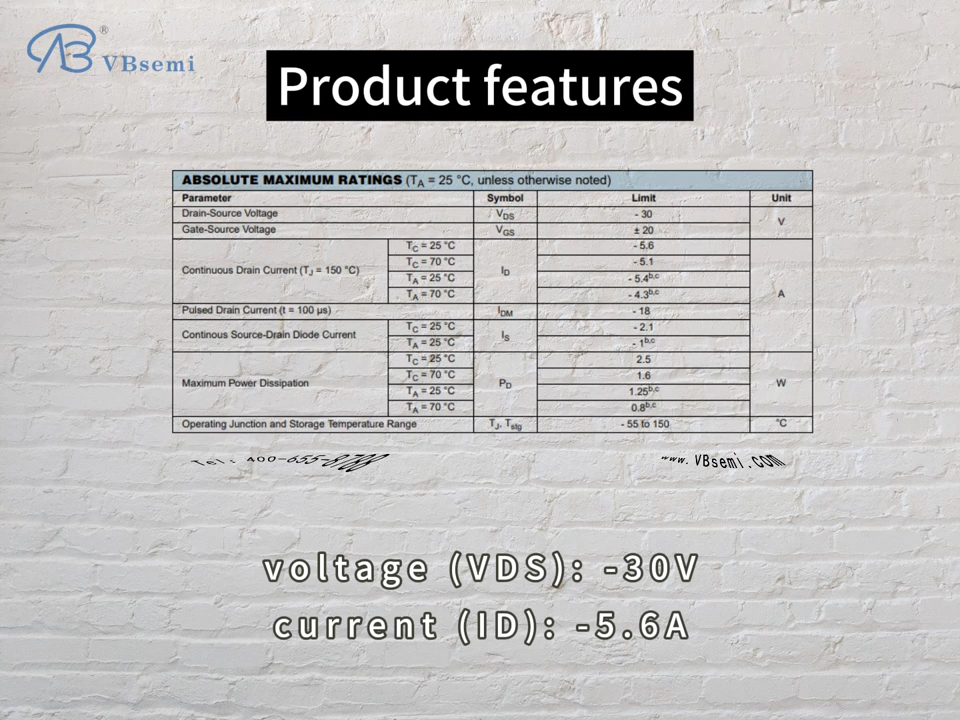 VBsemi
®
Product features
ABSOLUTE MAXIMUM RATINGS (TA = 25 °C, unless otherwise noted)
Parameter Symbol Limit Unit
Drain-Source Voltage VDS - 30 V
Gate-Source Voltage VGS ± 20
Continuous Drain Current (TJ = 150 °C) TC = 25 °C ID - 5.6 A
TC = 70 °C - 5.1
TA = 25 °C - 5.4b,c
TA = 70 °C - 4.3b,c
Pulsed Drain Current (t = 100 µs) IDM - 18
Continous Source-Drain Diode Current TC = 25 °C IS - 2.1
TA = 25 °C - 1b,c
Maximum Power Dissipation TC = 25 °C PD 2.5 W
TC = 70 °C 1.6
TA = 25 °C 1.25b,c
TA = 70 °C 0.8b,c
Operating Junction and Storage Temperature Range TJ, Tstg - 55 to 150 °C
Tel: 400-655-8788 www.VBsemi.com
voltage (VDS): -30V
current (ID): -5.6A